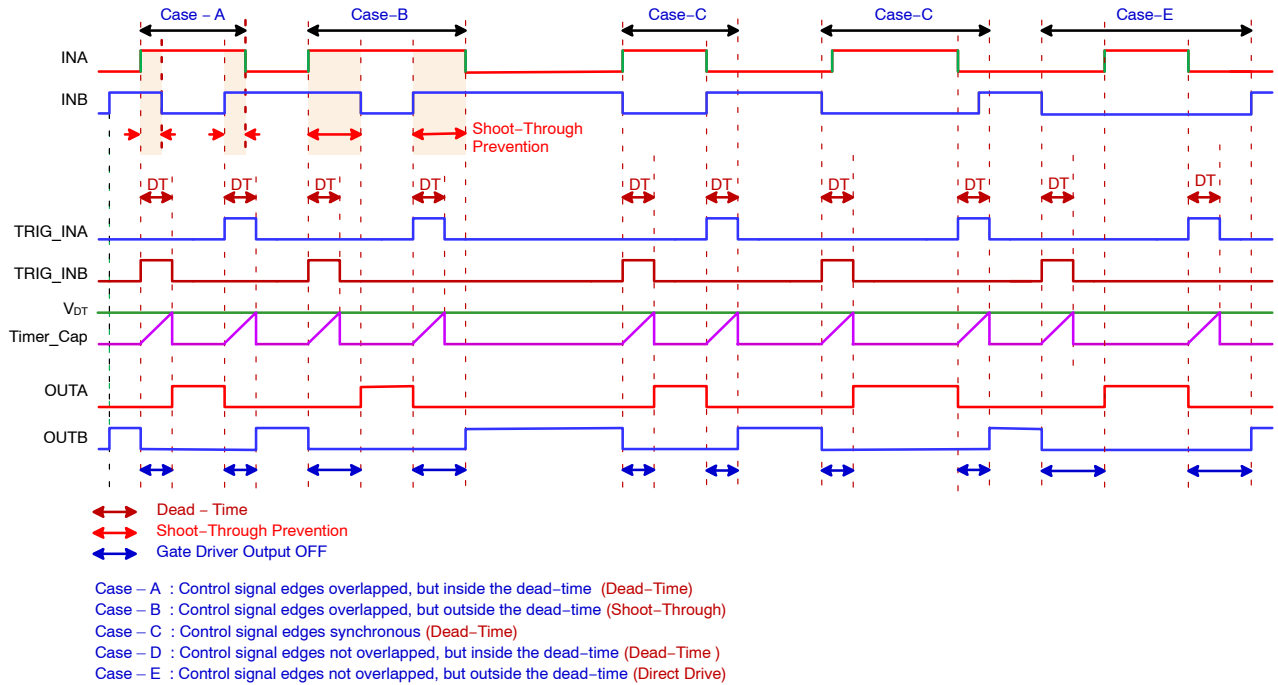 Case - A Case-B Case-C Case-C Case-E
INA
INB
Shoot-Through
Prevention
DT DT DT DT DT DT DT DT DT DT
TRIG_INA
TRIG_INB
VDT
Timer_Cap
OUTA
OUTB
Dead - Time
Shoot-Through Prevention
Gate Driver Output OFF
Case - A : Control signal edges overlapped, but inside the dead-time (Dead-Time)
Case - B : Control signal edges overlapped, but outside the dead-time (Shoot-Through)
Case - C : Control signal edges synchronous (Dead-Time)
Case - D : Control signal edges not overlapped, but inside the dead-time (Dead-Time )
Case - E : Control signal edges not overlapped, but outside the dead-time (Direct Drive)